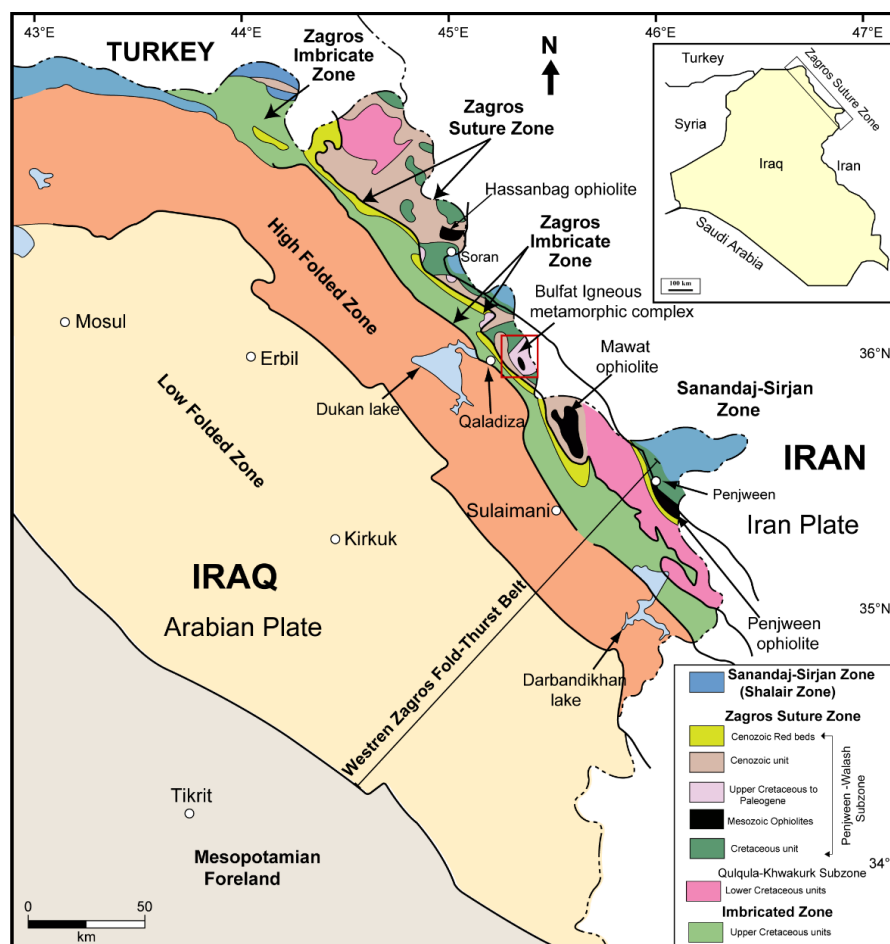 43°E
44°E
45°E
46°E
47°E
TURKEY
Zagros
Imbricate
Zone
N
Zagros
Suture Zone
Hassanbag ophiolite
Soran
Zagros
Imbricate
Zone
Bulfat Igneous
metamorphic complex
High Folded Zone
Mosul
Erbil
36°N
Mawat
ophiolite
Dukan lake
Qaladiza
Sanandaj-Sirjan
Zone
Low Folded Zone
IRAN
Penjween
Iran Plate
Sulaimani
Kirkuk
IRAQ
Arabian Plate
35°N
Penjween
ophiolite
Westren Zagros Fold-Thurst Belt
Darbandikhan
lake
Tikrit
34°
Mesopotamian
Foreland
0
50
km
Turkey
Zagros Suture Zone
Syria
Iraq
Iran
Saudi Arabia
100 km
Sanandaj-Sirjan Zone
(Shalair Zone)
Zagros Suture Zone
Cenozoic Red beds
Cenozoic unit
Upper Cretaceous to
Paleogene
Mesozoic Ophiolites
Cretaceous unit
Penjween -Walash
Subzone
Qulqula-Khwakurk Subzone
Lower Cretaceous units
Imbricated Zone
Upper Cretaceous units